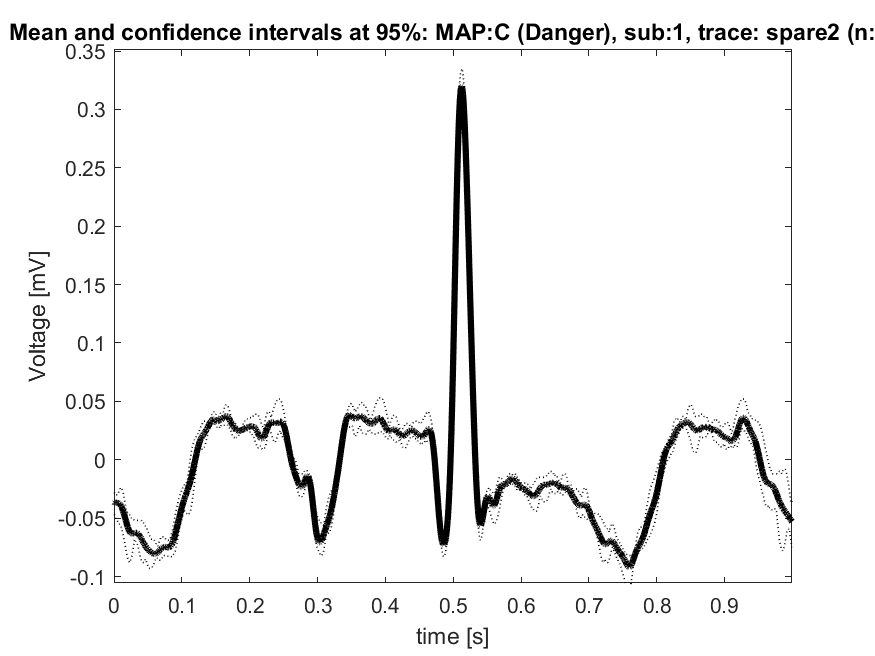 Mean and confidence intervals at 95%: MAP:C (Danger), sub:1, trace: spare2 (n:
0.35
0.3
0.25
0.2
0.15
0.1
0.05
0
-0.05
-0.1
Voltage [mV]
0 0.1 0.2 0.3 0.4 0.5 0.6 0.7 0.8 0.9
time [s]